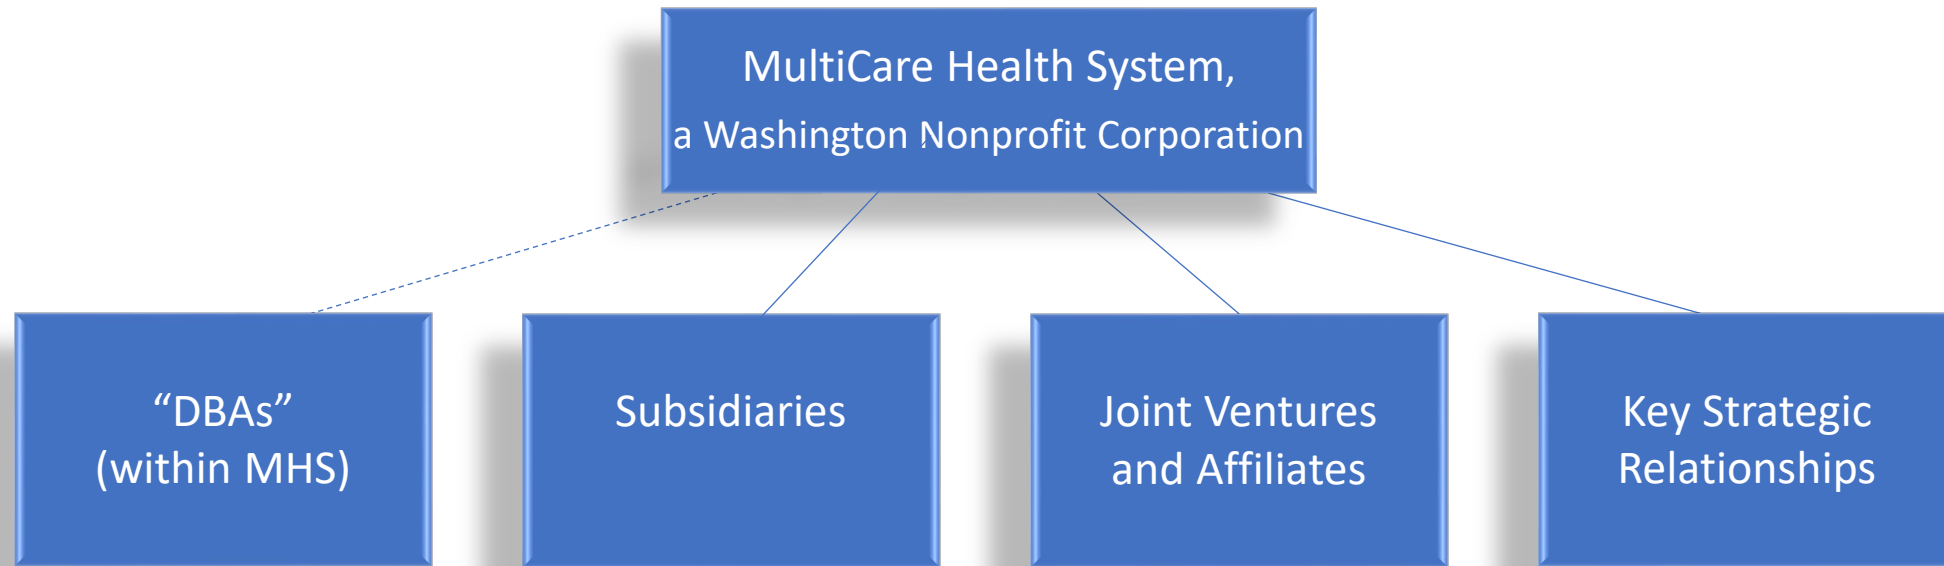 MultiCare Health System,
a Washington Nonprofit Corporation
“DBAs”
(within MHS)
Subsidiaries
Joint Ventures
and Affiliates
Key Strategic
Relationships